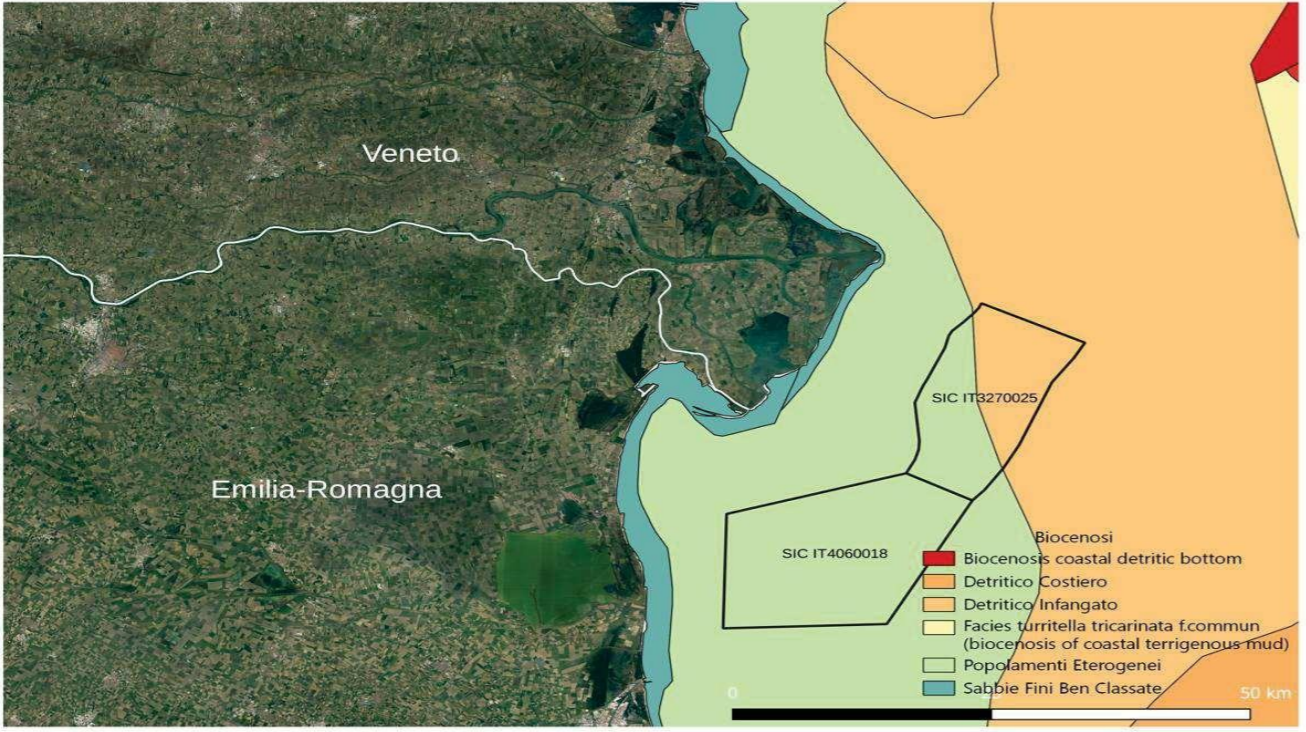 Veneto
SIC IT3270025
Emilia-Romagna
SIC IT4060018
Biocenosi
Biocenosis coastal detritic bottom
Detritico Costiero
Detritico Infangato
Facies turritella tricarinata f.commun
(biocenosis of coastal terrigenous mud)
Popolamenti Eterogenei
Sabbie Fini Ben Classate
0 50 km